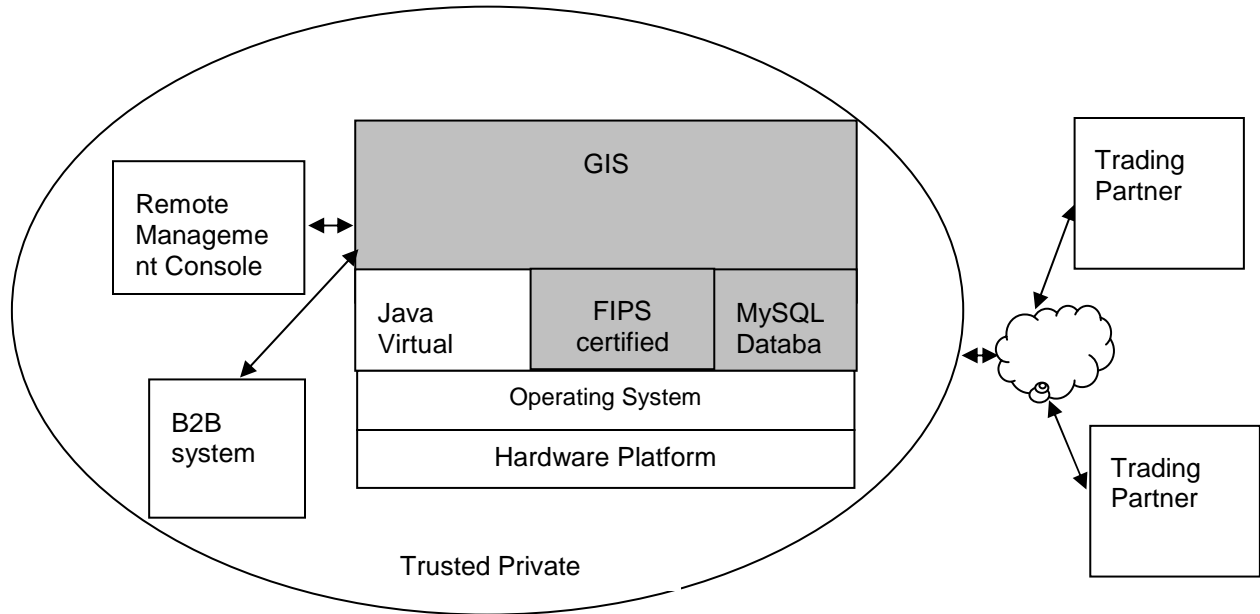 GIS
Trading
Partner
Remote
Manageme
nt Console
Java
Virtual
FIPS
certified
MySQL
Databa
Operating System
B2B
system
Hardware Platform
Trading
Partner
Trusted Private